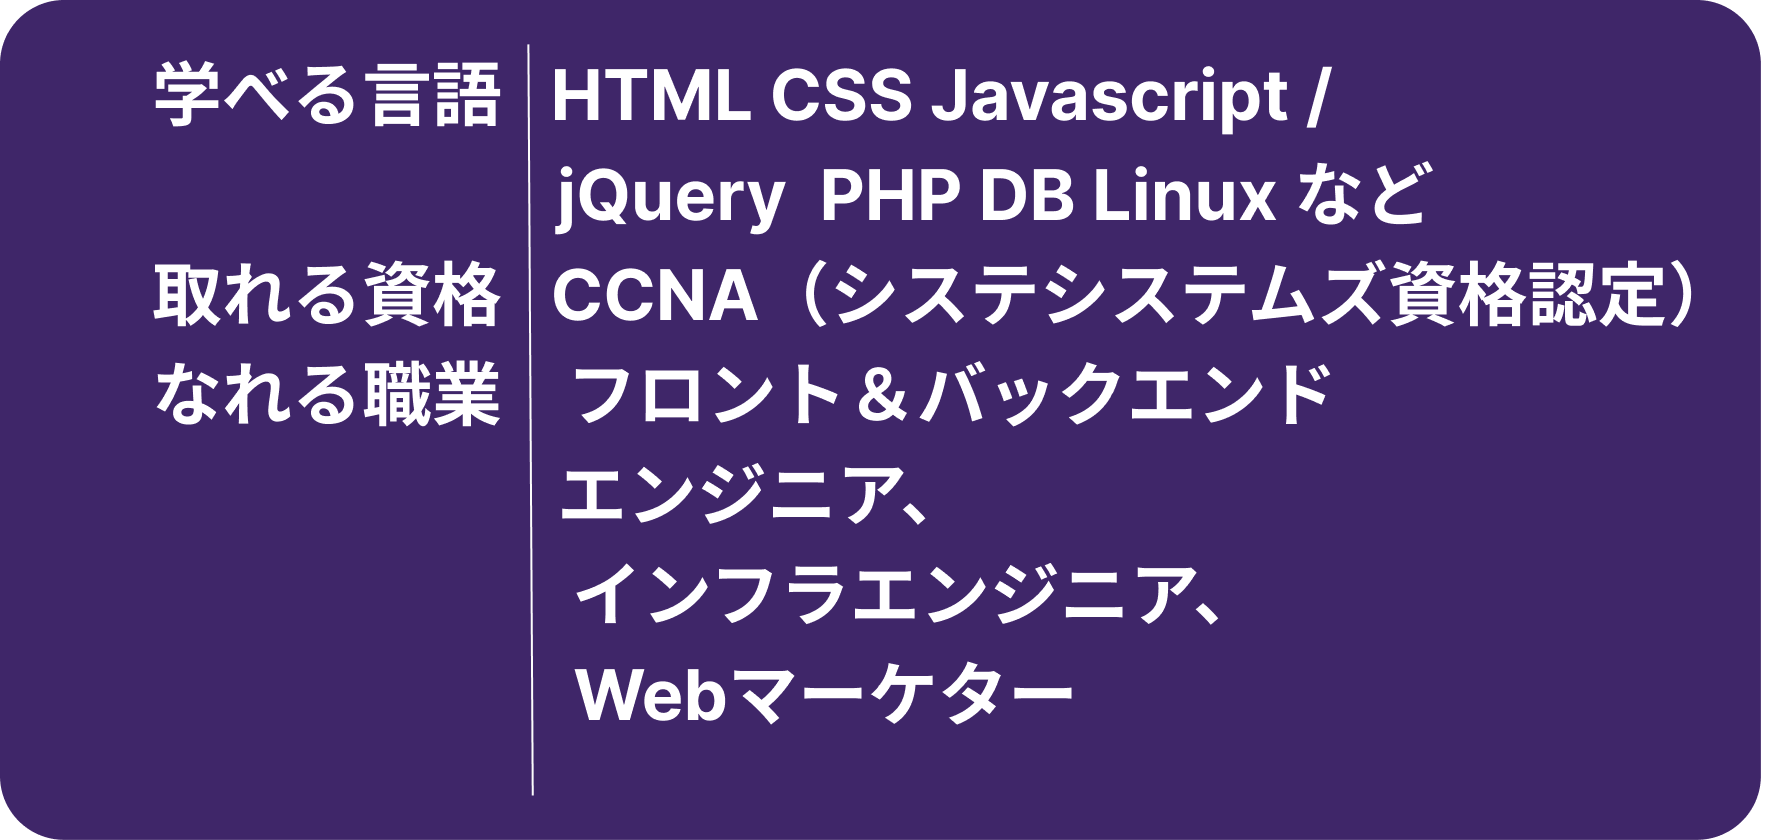 学べる言語 HTML CSS Javascript /
jQuery PHP DB Linux など
取れる資格 CCNA（システシステムズ資格認定）
なれる職業 フロント＆バックエンド
エンジニア、
インフラエンジニア、
Webマーケター